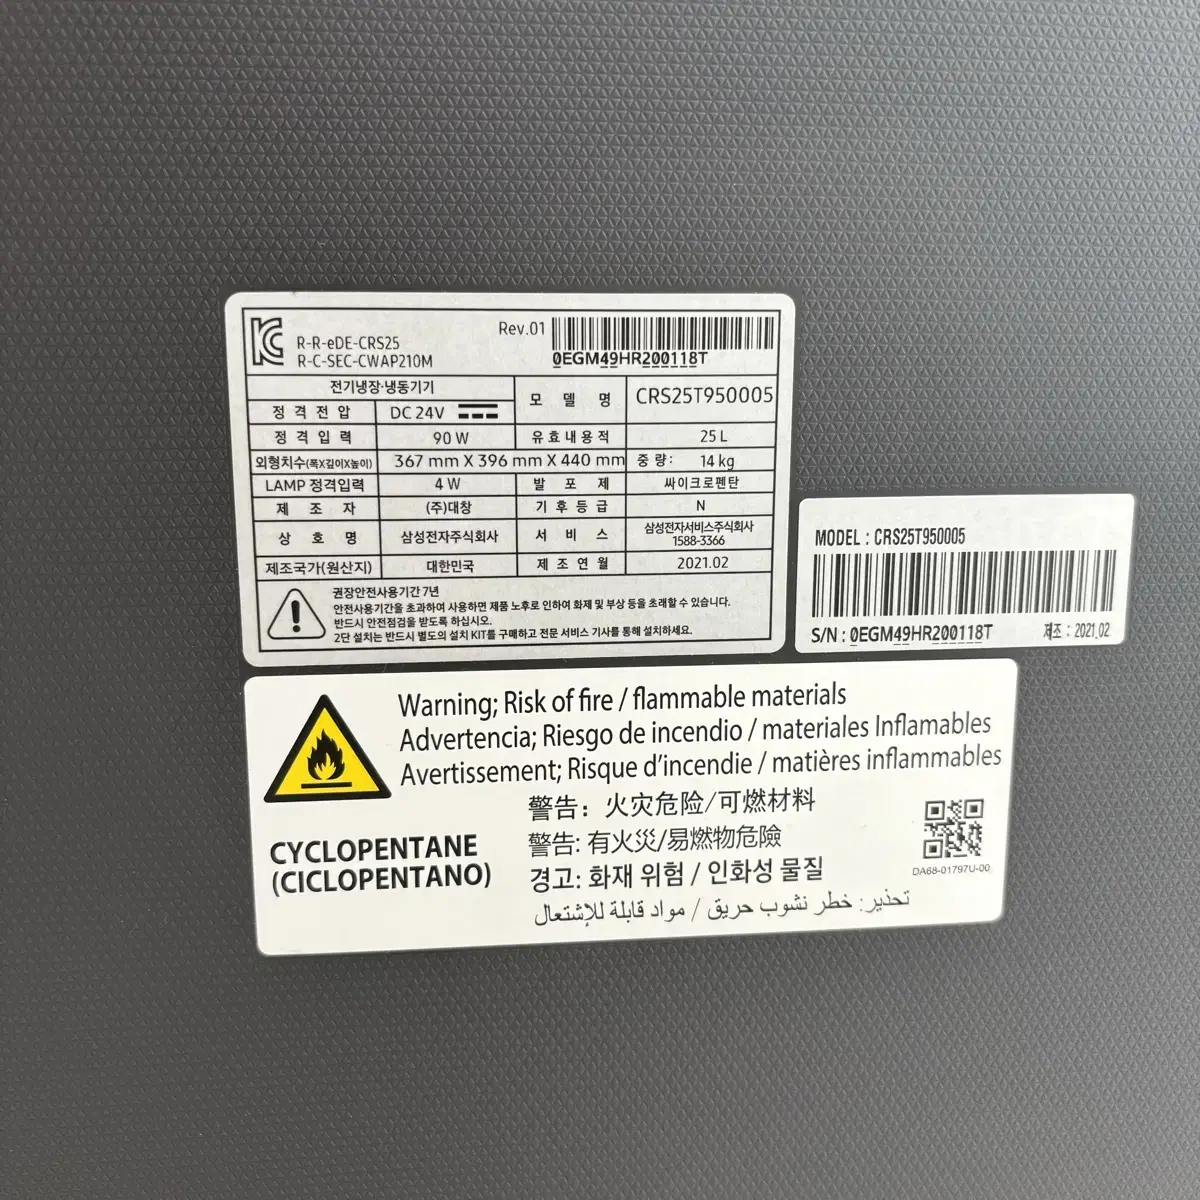 R-R-eDE-CRS25
R-C-SEC-CWAP210M
Rev.01
0EGM49HR200118T
전기냉장·냉동기기
모 델 명 CRS25T950005
정 격 전 압 DC 24V
정 격 입 력 90 W 유효내용적 25 L
외형치수(폭X깊이X높이) 367 mm X 396 mm X 440 mm 중 량 : 14 kg
LAMP 정격입력 4 W 발 포 제 싸이크로펜탄
제 조 자 (주)대창 기 후 등 급 N
상 호 명 삼성전자주식회사 서 비 스 삼성전자서비스주식회사
1588-3366
제조국가(원산지) 대한민국 제 조 연 월 2021.02
권장안전사용기간 7년
안전사용기간을 초과하여 사용하면 제품 노후로 인하여 화재 및 부상 등을 초래할 수 있습니다.
반드시 안전점검을 받도록 하십시오.
2단 설치는 반드시 별도의 설치 KIT를 구매하고 전문 서비스 기사를 통해 설치하세요.
MODEL : CRS25T950005
S/N : 0EGM49HR200118T 제조 : 2021.02
Warning; Risk of fire / flammable materials
Advertencia; Riesgo de incendio / materiales Inflamables
Avertissement; Risque d'incendie / matières inflammables
警告：火灾危险/可燃材料
警告: 有火災/易燃物危險
경고: 화재 위험 / 인화성 물질
تحذير: خطر نشوب حريق / مواد قابلة للإشتعال
CYCLOPENTANE
(CICLOPENTANO)
DA68-01797U-00